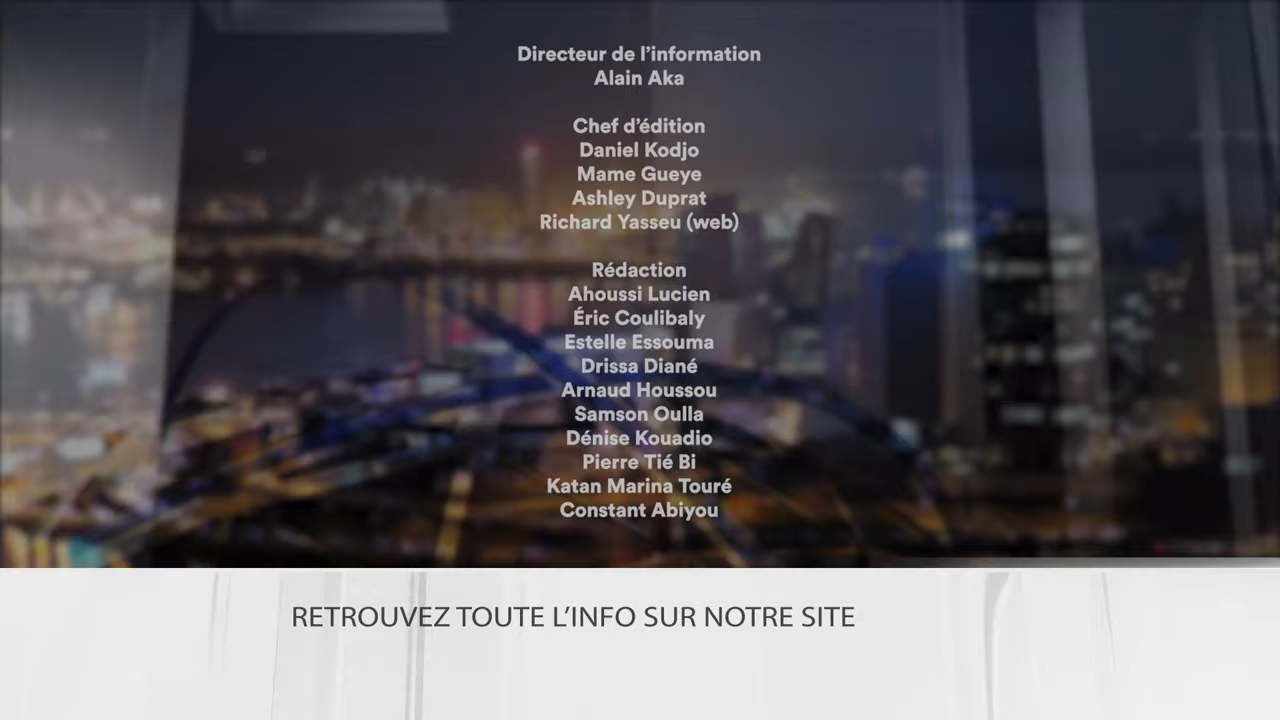 Directeur de l’information
Alain Aka
Chef d’édition
Daniel Kodjo
Mame Gueye
Ashley Duprat
Richard Yasseu (web)
Rédaction
Ahoussi Lucien
Éric Coulibaly
Estelle Essouma
Drissa Diané
Arnaud Houssou
Samson Oulla
Dénise Kouadio
Pierre Tié Bi
Katan Marina Touré
Constant Abiyou
RETROUVEZ TOUTE L’INFO SUR NOTRE SITE